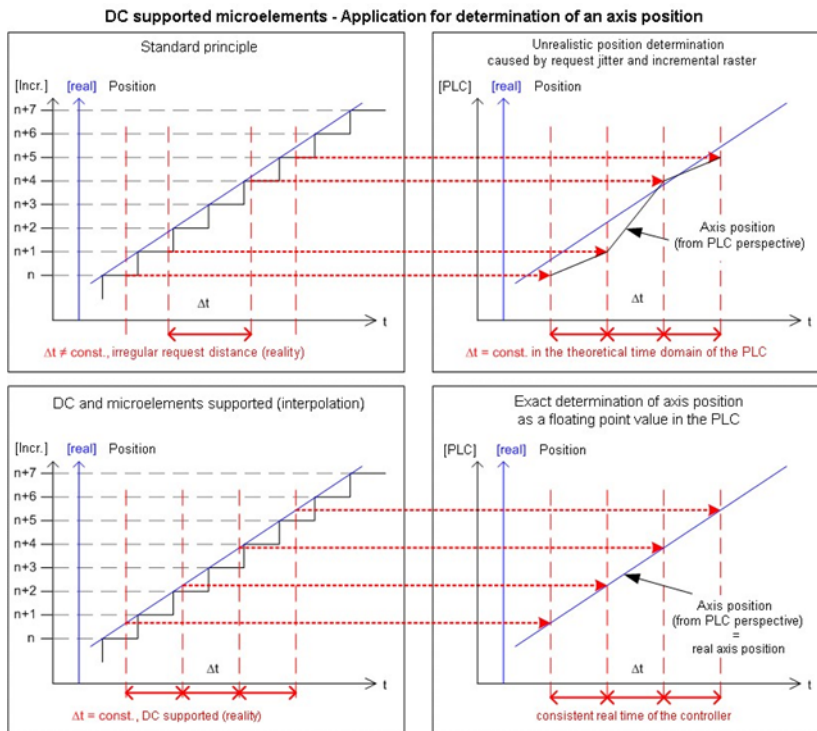 DC supported microelements - Application for determination of an axis position
Standard principle
[Incr.] [real] Position
n+7
n+6
n+5
n+4
n+3
n+2
n+1
n
Δt
t
Δt ≠ const., irregular request distance (reality)
Unrealistic position determination
caused by request jitter and incremental raster
[PLC] [real] Position
Axis position
(from PLC perspective)
Δt
t
Δt = const. in the theoretical time domain of the PLC
DC and microelements supported (interpolation)
[Incr.] [real] Position
n+7
n+6
n+5
n+4
n+3
n+2
n+1
n
Δt
t
Δt = const., DC supported (reality)
Exact determination of axis position
as a floating point value in the PLC
[PLC] [real] Position
Axis position
(from PLC perspective)
=
real axis position
Δt
t
consistent real time of the controller